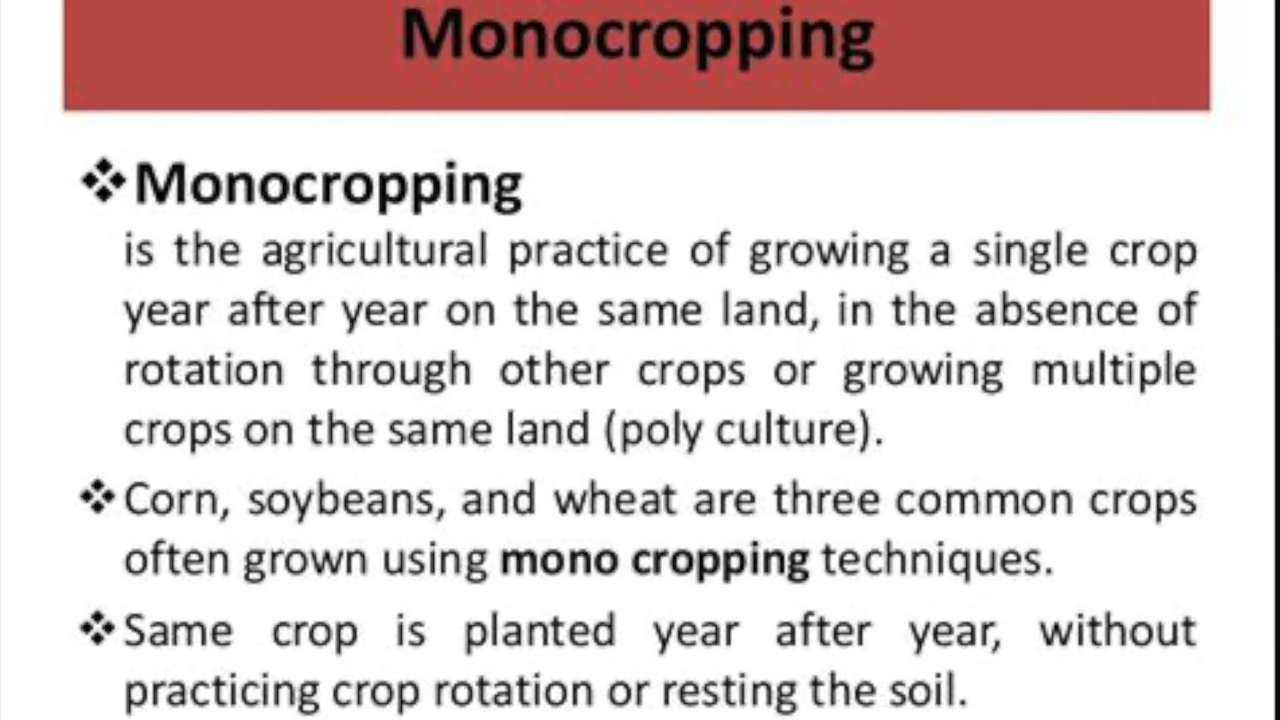 Monocropping
❖Monocropping
is the agricultural practice of growing a single crop
year after year on the same land, in the absence of
rotation through other crops or growing multiple
crops on the same land (poly culture).
❖Corn, soybeans, and wheat are three common crops
often grown using mono cropping techniques.
❖Same crop is planted year after year, without
practicing crop rotation or resting the soil.